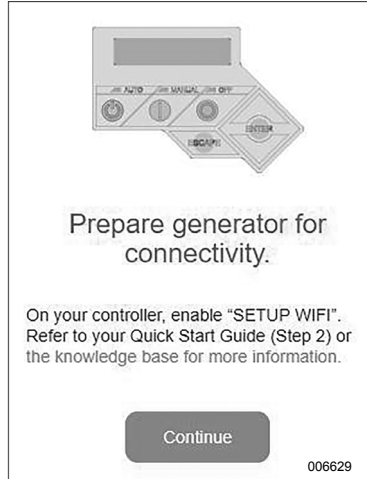 AUTO MANUAL OFF
ENTER
ESCAPE
Prepare generator for
connectivity.
On your controller, enable “SETUP WIFI”.
Refer to your Quick Start Guide (Step 2) or
the knowledge base for more information.
Continue
006629